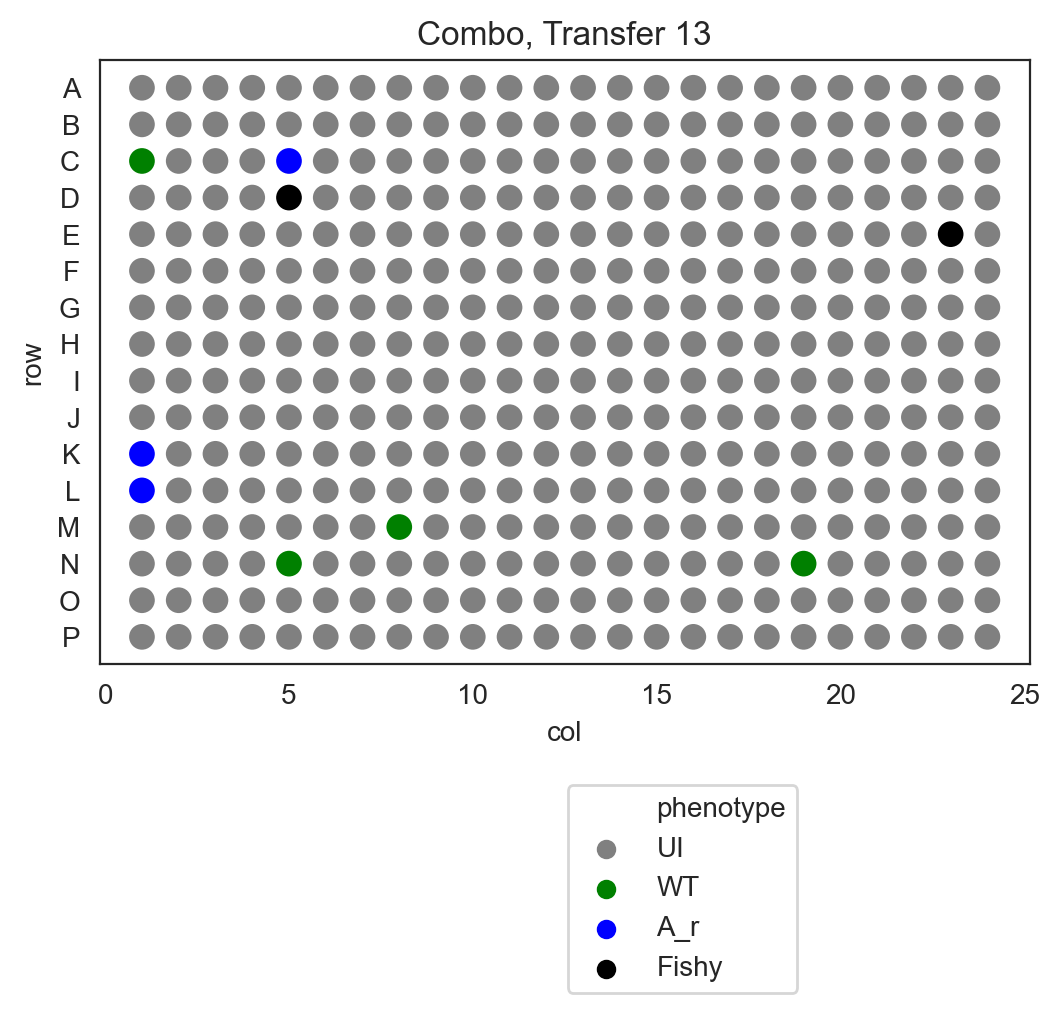 Combo, Transfer 13
A
B
C
D
E
F
G
H
I
J
K
L
M
N
O
P
row
0 5 10 15 20 25
col
phenotype
UI
WT
A_r
Fishy